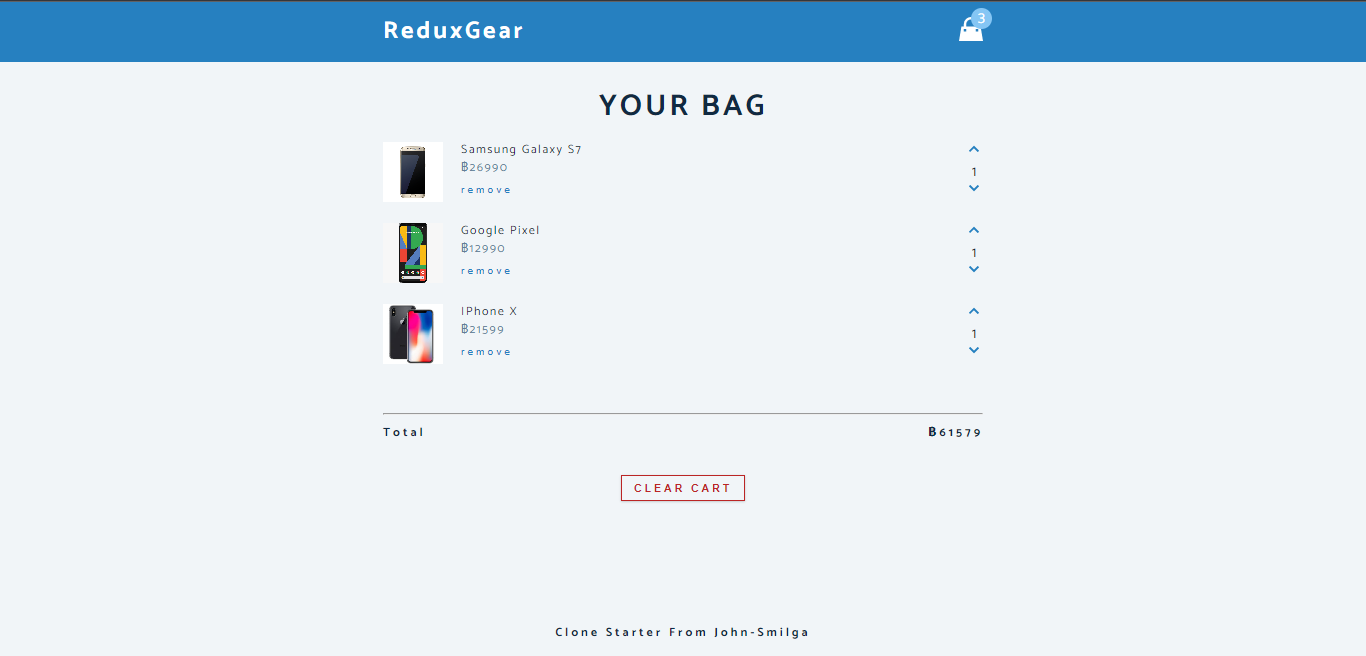 ReduxGear
3
YOUR BAG
Samsung Galaxy S7
฿26990
remove
1
Google Pixel
฿12990
remove
1
IPhone X
฿21599
remove
1
Total
฿61579
CLEAR CART
Clone Starter From John-Smilga